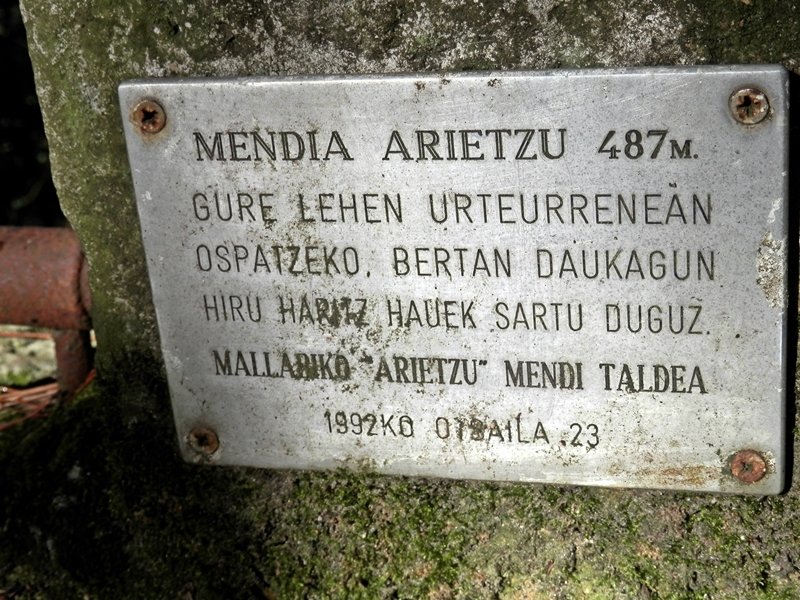 MENDIA ARIETZU 487M.
GURE LEHEN URTEURRENEAN
OSPATZEKO, BERTAN DAUKAGUN
HIRU HARITZ HAUEK SARTU DUGUZ.
MALLABIKO "ARIETZU" MENDI TALDEA
1992KO OTSAILA .23